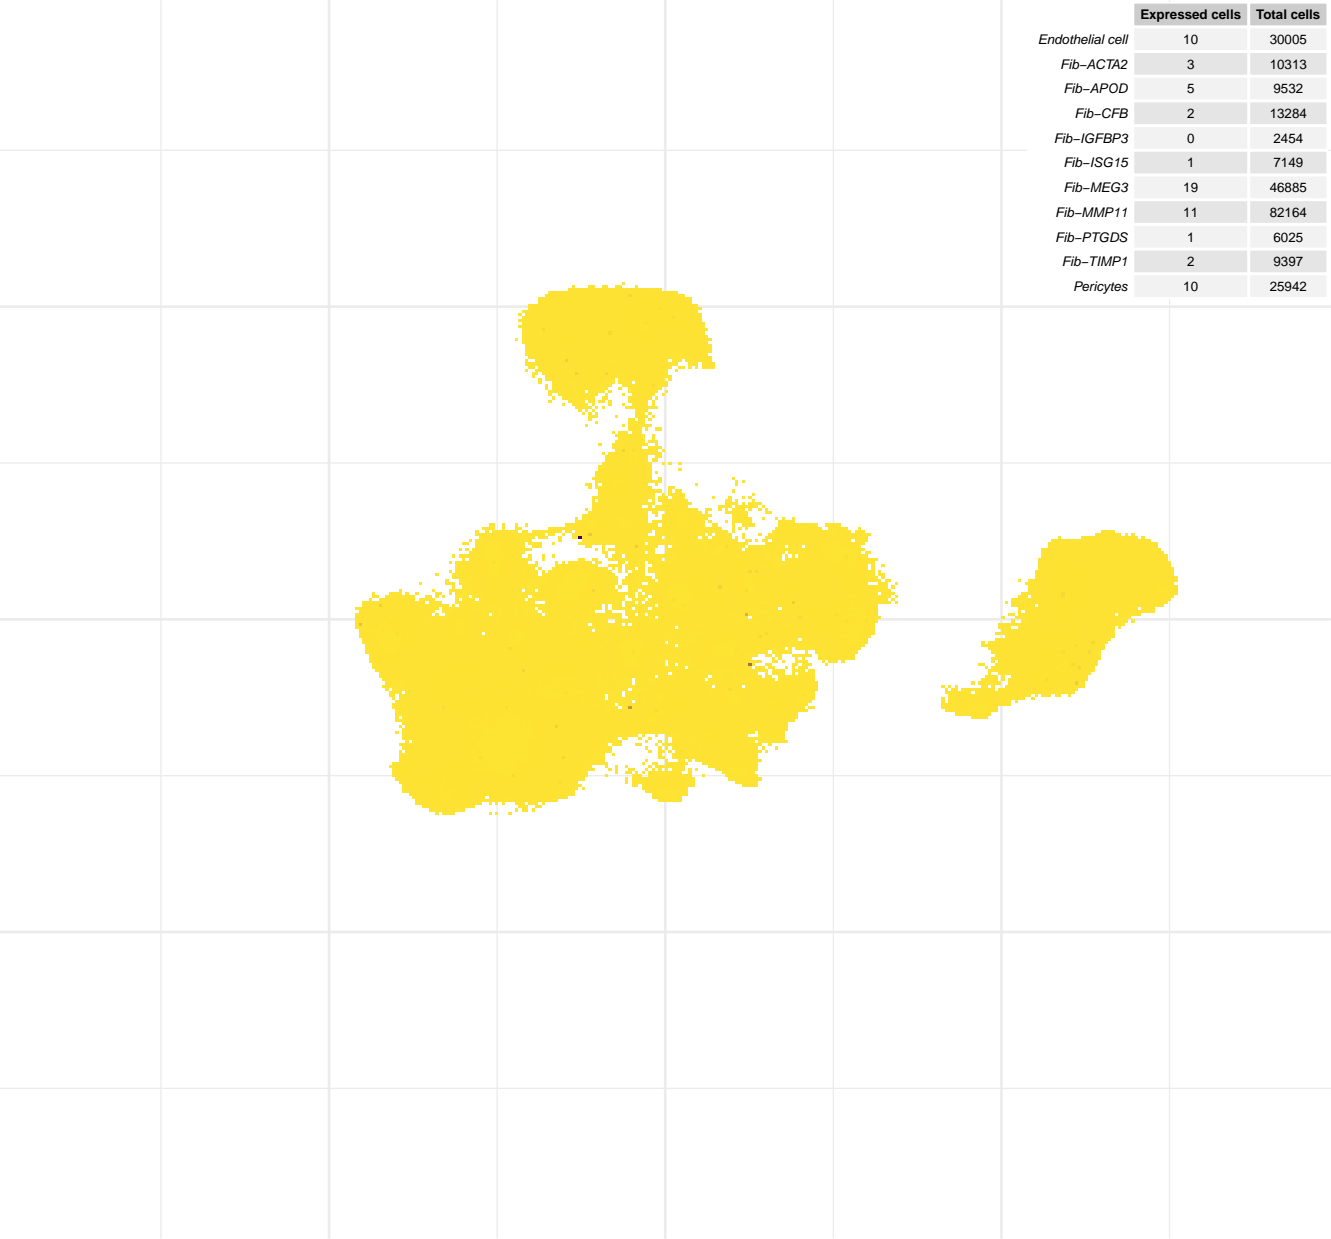 Expressed cells Total cells
Endothelial cell 10 30005
Fib−ACTA2 3 10313
Fib−APOD 5 9532
Fib−CFB 2 13284
Fib−IGFBP3 0 2454
Fib−ISG15 1 7149
Fib−MEG3 19 46885
Fib−MMP11 11 82164
Fib−PTGDS 1 6025
Fib−TIMP1 2 9397
Pericytes 10 25942